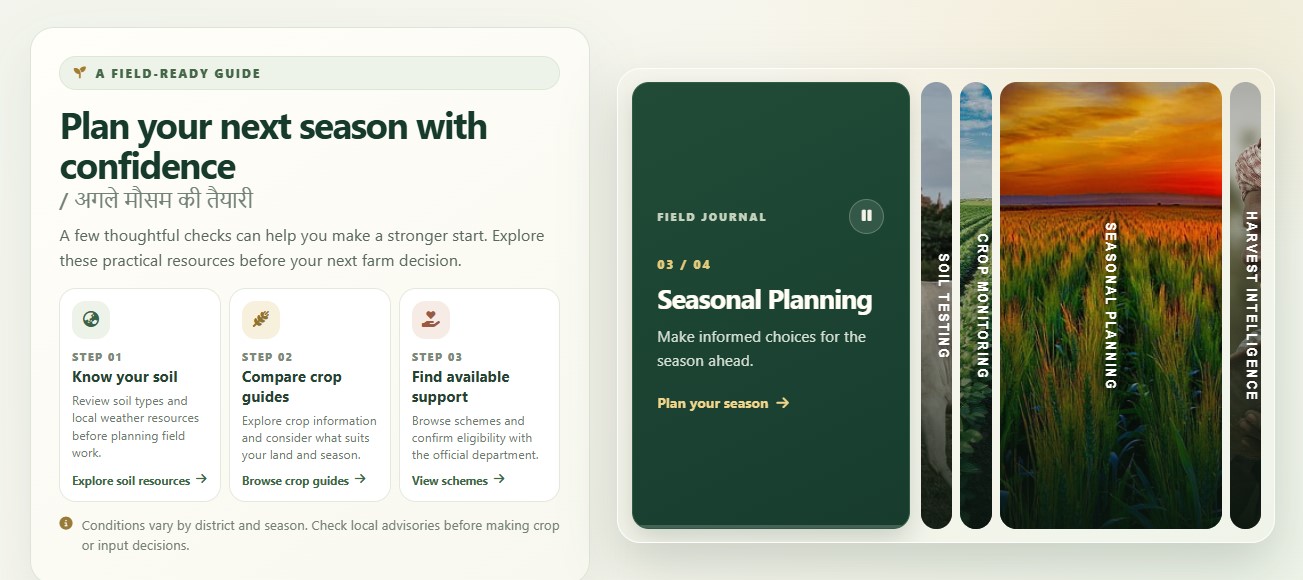 A FIELD-READY GUIDE
Plan your next season with
confidence
/ अगले मौसम की तैयारी
A few thoughtful checks can help you make a stronger start. Explore
these practical resources before your next farm decision.
STEP 01
Know your soil
Review soil types and
local weather resources
before planning field
work.
Explore soil resources →
STEP 02
Compare crop
guides
Explore crop information
and consider what suits
your land and season.
Browse crop guides →
STEP 03
Find available
support
Browse schemes and
confirm eligibility with
the official department.
View schemes →
Conditions vary by district and season. Check local advisories before making crop
or input decisions.
FIELD JOURNAL
03 / 04
Seasonal Planning
Make informed choices for the
season ahead.
Plan your season →
SOIL TESTING
CROP MONITORING
SEASONAL PLANNING
HARVEST INTELLIGENCE